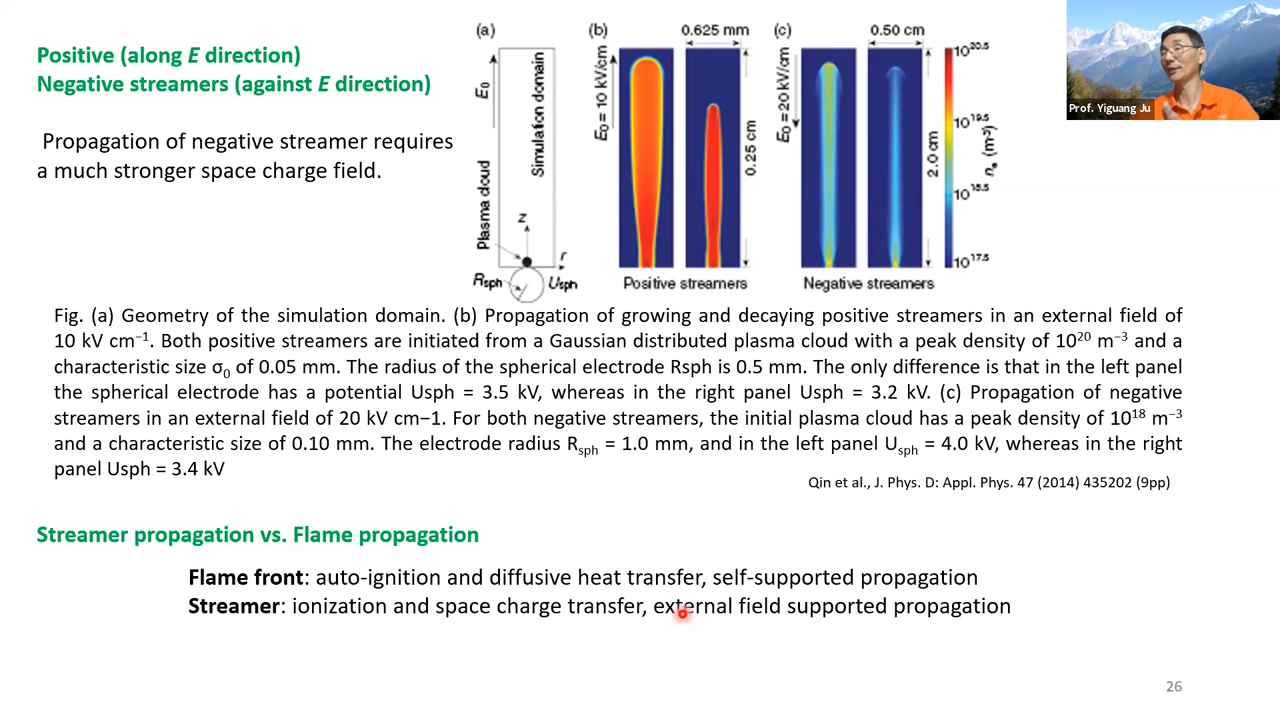 Positive (along E direction)
Negative streamers (against E direction)
Propagation of negative streamer requires
a much stronger space charge field.
(a)
E₀
Plasma cloud
Simulation domain
z
r
Rsph
Usph
(b)
0.625 mm
E₀ = 10 kV/cm
0.25 cm
Positive streamers
(c)
0.50 cm
E₀ = 20 kV/cm
2.0 cm
Negative streamers
10²⁰·⁵
10¹⁹·⁵
10¹⁸·⁵
10¹⁷·⁵
nₑ (m⁻³)
Prof. Yiguang Ju
Fig. (a) Geometry of the simulation domain. (b) Propagation of growing and decaying positive streamers in an external field of
10 kV cm⁻¹. Both positive streamers are initiated from a Gaussian distributed plasma cloud with a peak density of 10²⁰ m⁻³ and a
characteristic size σ₀ of 0.05 mm. The radius of the spherical electrode Rsph is 0.5 mm. The only difference is that in the left panel
the spherical electrode has a potential Usph = 3.5 kV, whereas in the right panel Usph = 3.2 kV. (c) Propagation of negative
streamers in an external field of 20 kV cm−1. For both negative streamers, the initial plasma cloud has a peak density of 10¹⁸ m⁻³
and a characteristic size of 0.10 mm. The electrode radius Rsph = 1.0 mm, and in the left panel Usph = 4.0 kV, whereas in the right
panel Usph = 3.4 kV
Qin et al., J. Phys. D: Appl. Phys. 47 (2014) 435202 (9pp)
Streamer propagation vs. Flame propagation
Flame front: auto-ignition and diffusive heat transfer, self-supported propagation
Streamer: ionization and space charge transfer, external field supported propagation
26